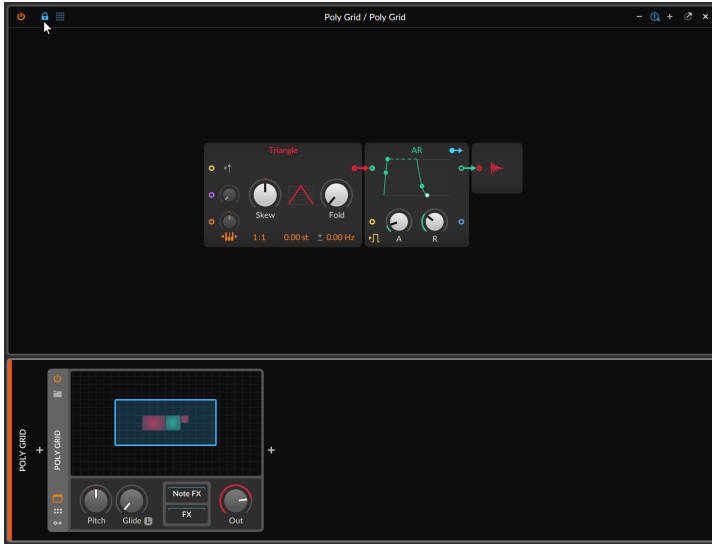 Poly Grid / Poly Grid
Triangle
AR
Skew
Fold
1:1
0.00 st
± 0.00 Hz
A
R
POLY GRID
POLY GRID
Note FX
FX
Pitch
Glide L
Out